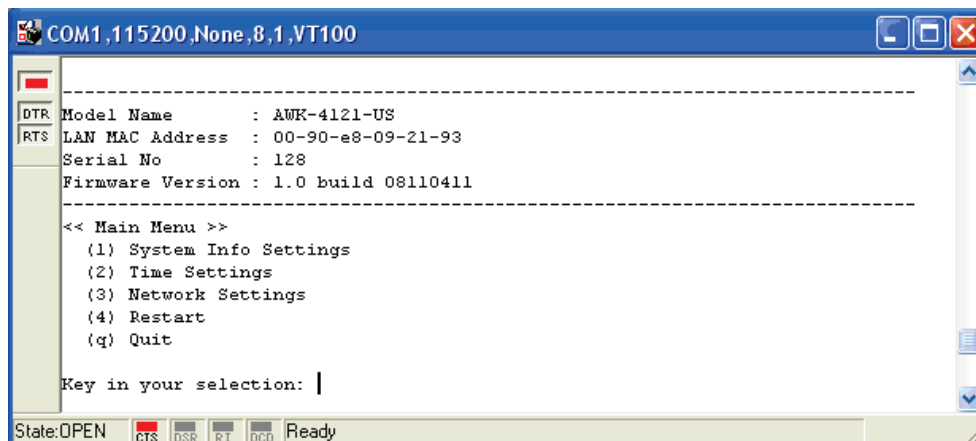 COM1,115200,None,8,1,VT100
DTR
RTS
-----------------------------------------------------------------------------
Model Name : AWK-4121-US
LAN MAC Address : 00-90-e8-09-21-93
Serial No : 128
Firmware Version : 1.0 build 08110411
-----------------------------------------------------------------------------
<< Main Menu >>
(1) System Info Settings
(2) Time Settings
(3) Network Settings
(4) Restart
(q) Quit
Key in your selection:
State:OPEN CTS DSR RI DCD Ready